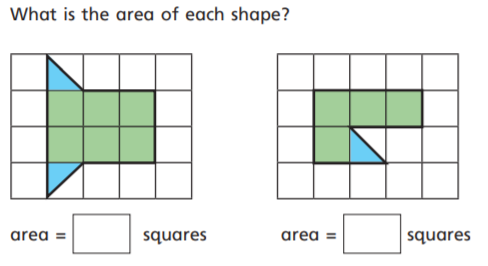 What is the area of each shape?
area = squares
area = squares